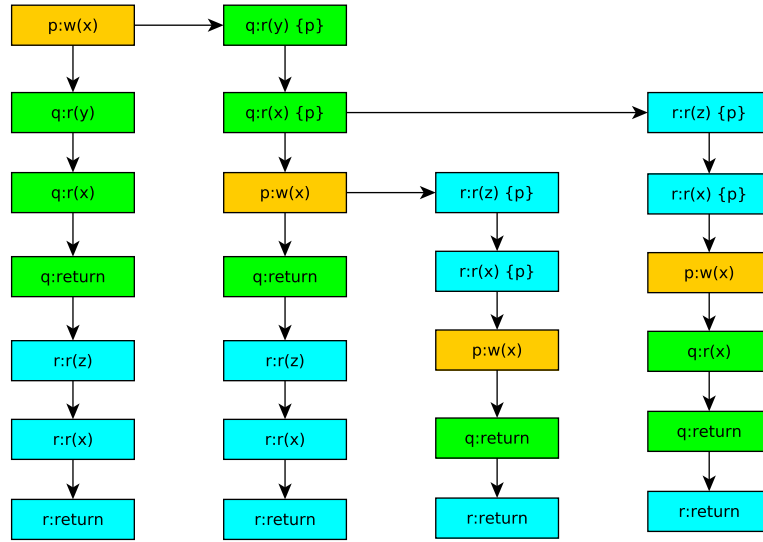 p:w(x)
q:r(y)
q:r(x)
q:return
r:r(z)
r:r(x)
r:return
q:r(y) {p}
q:r(x) {p}
p:w(x)
q:return
r:r(z)
r:r(x)
r:return
r:r(z) {p}
r:r(x) {p}
p:w(x)
q:return
r:return
r:r(z) {p}
r:r(x) {p}
p:w(x)
q:r(x)
q:return
r:return